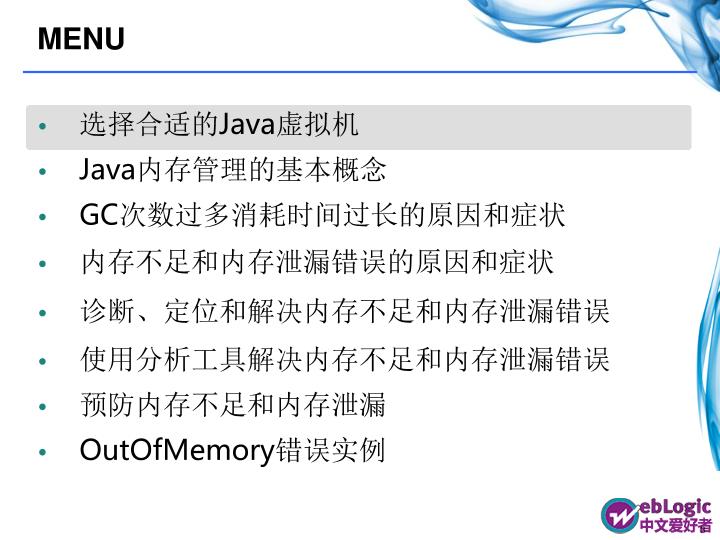 MENU
• 选择合适的Java虚拟机
• Java内存管理的基本概念
• GC次数过多消耗时间过长的原因和症状
• 内存不足和内存泄漏错误的原因和症状
• 诊断、定位和解决内存不足和内存泄漏错误
• 使用分析工具解决内存不足和内存泄漏错误
• 预防内存不足和内存泄漏
• OutOfMemory错误实例
WebLogic
中文爱好者